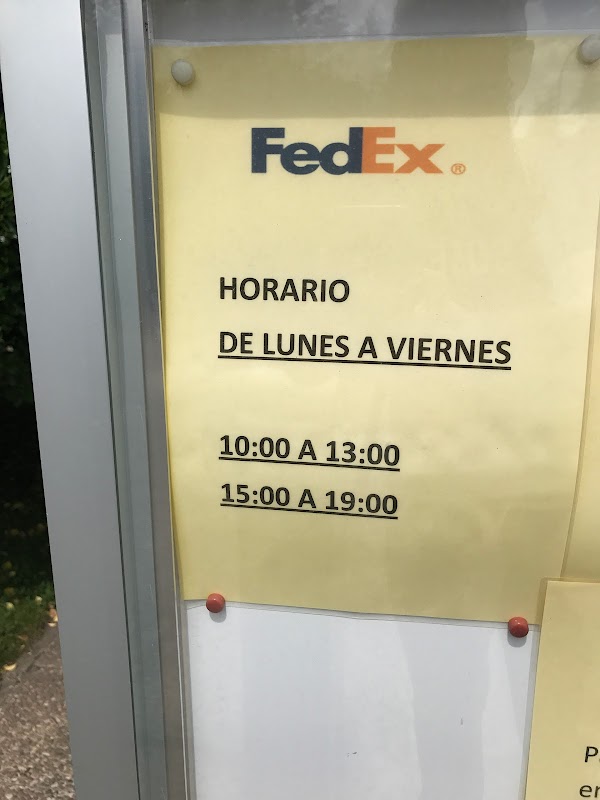 FedEx®
HORARIO
DE LUNES A VIERNES
10:00 A 13:00
15:00 A 19:00